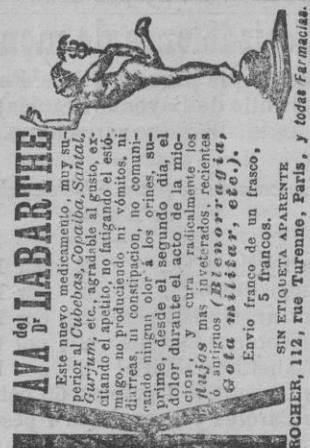 AVA del Dr LABARTHE
Este nuevo medicamento, muy su-
perior al Cubebas, Copaiba, Santal,
Gurjum, etc., agradable al gusto, ex-
citando el apetito, no fatigando el estó-
mago, no produciendo ni vómitos, ni
diarreas, ni constipacion, no comuni-
cando ningun olor á los orines, su-
prime, desde el segundo dia, el
dolor durante el acto de la mic-
cion, y cura radicalmente los
flujos mas inveterados, recientes
ó antiguos (Blenorragia,
Gota militar, etc.).
Envio franco de un frasco,
5 francos.
SIN ETIQUETA APARENTE
ROCHER, 112, rue Turenne, Paris, y todas Farmacias.